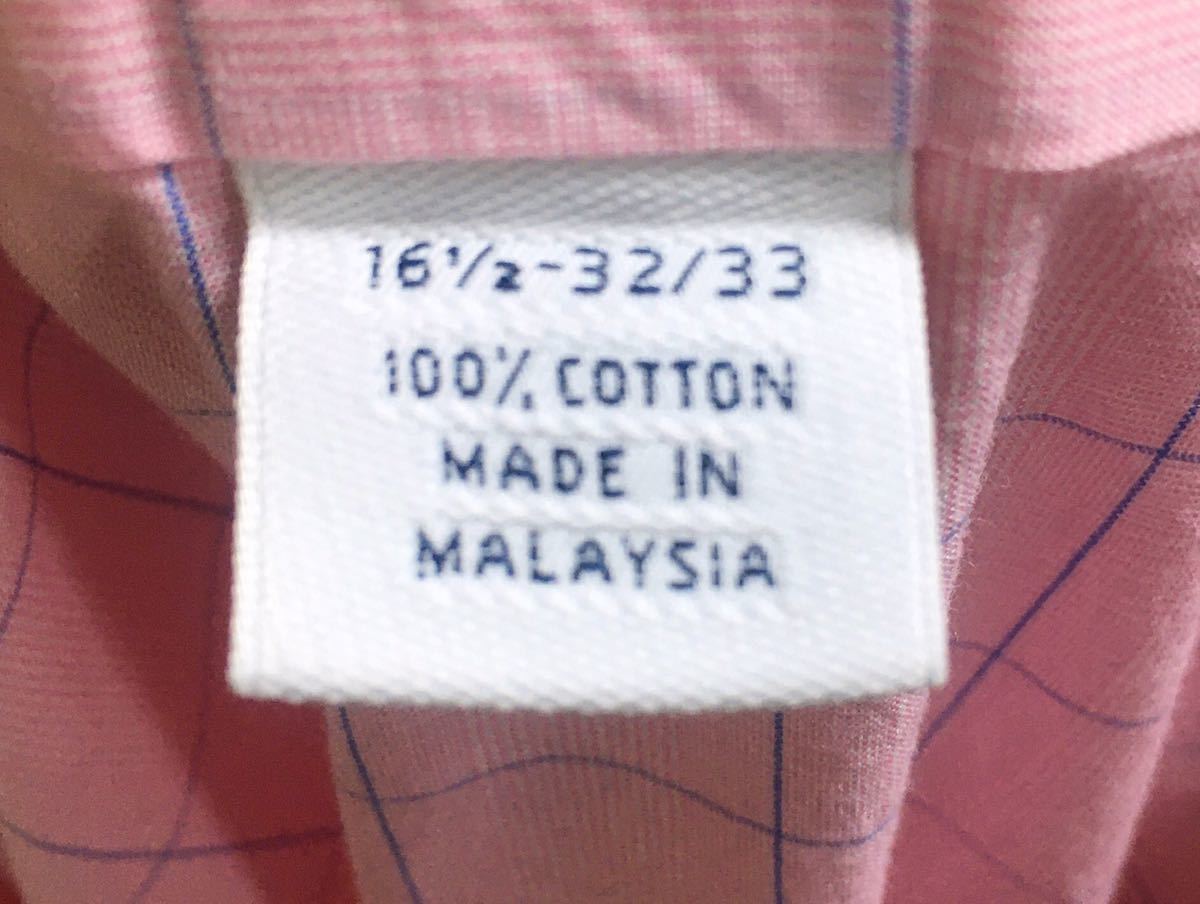 16½-32/33
100% COTTON
MADE IN
MALAYSIA